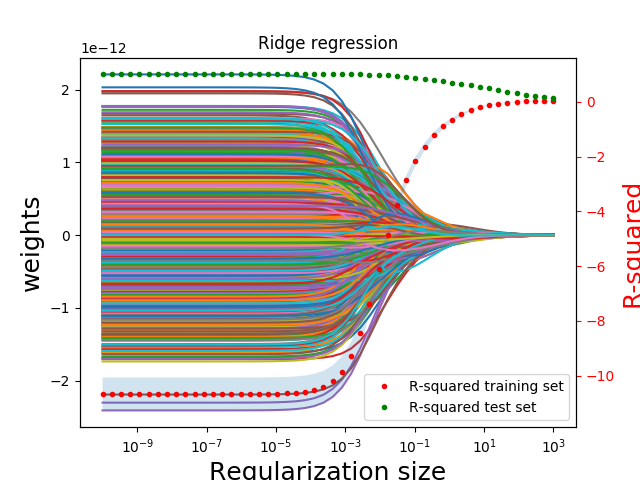 Ridge regression
1e−12
2
1
0
−1
−2
weights
0
−2
−4
−6
−8
−10
R-squared
R-squared training set
R-squared test set
10⁻⁹
10⁻⁷
10⁻⁵
10⁻³
10⁻¹
10¹
10³
Regularization size